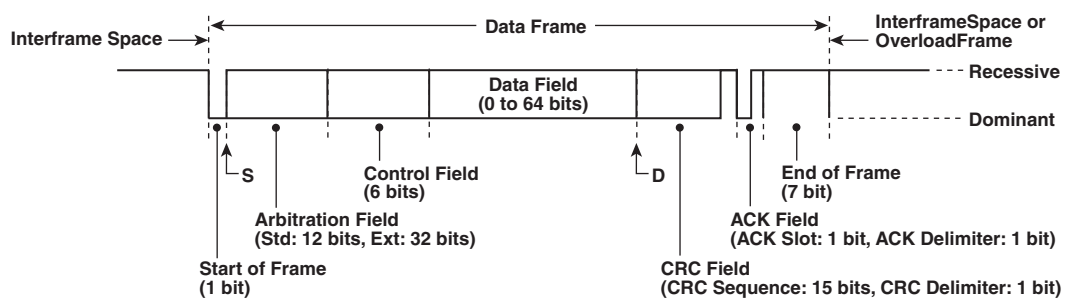 InterframeSpace or
OverloadFrame
Data Frame
Interframe Space
Recessive
Data Field
(0 to 64 bits)
Dominant
S
Control Field
(6 bits)
D
End of Frame
(7 bit)
Arbitration Field
(Std: 12 bits, Ext: 32 bits)
ACK Field
(ACK Slot: 1 bit, ACK Delimiter: 1 bit)
Start of Frame
(1 bit)
CRC Field
(CRC Sequence: 15 bits, CRC Delimiter: 1 bit)